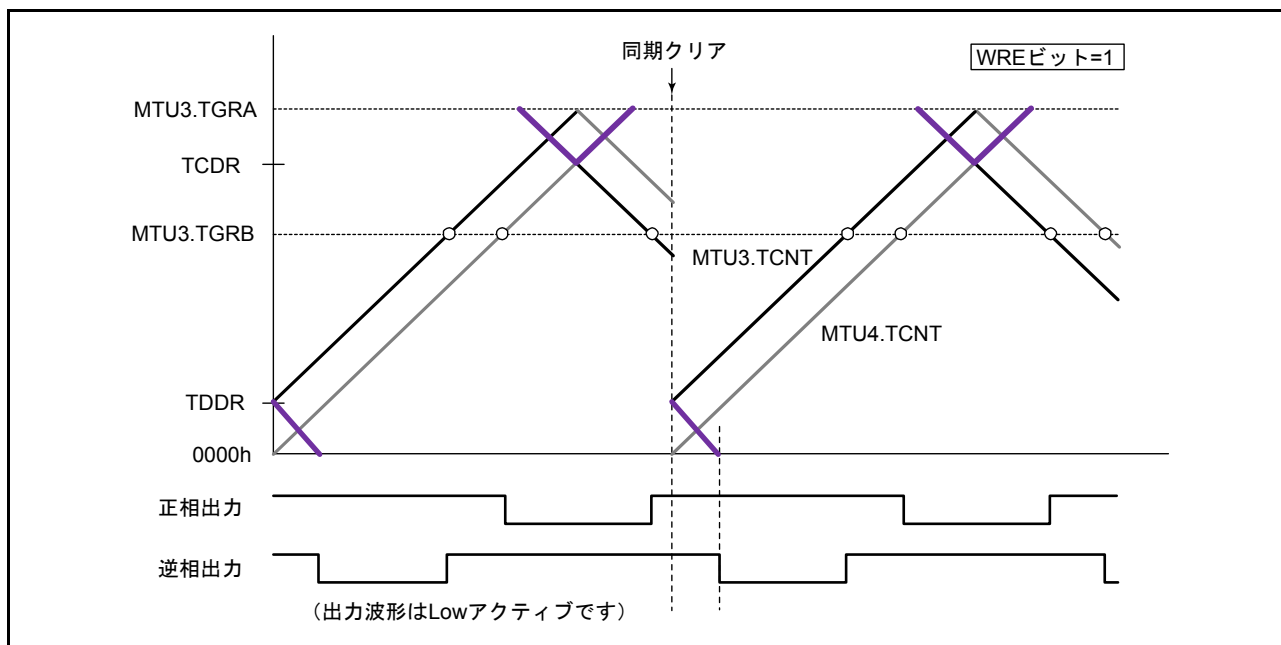 同期クリア
WREビット=1
MTU3.TGRA
TCDR
MTU3.TGRB
MTU3.TCNT
MTU4.TCNT
TDDR
0000h
正相出力
逆相出力
（出力波形はLowアクティブです）